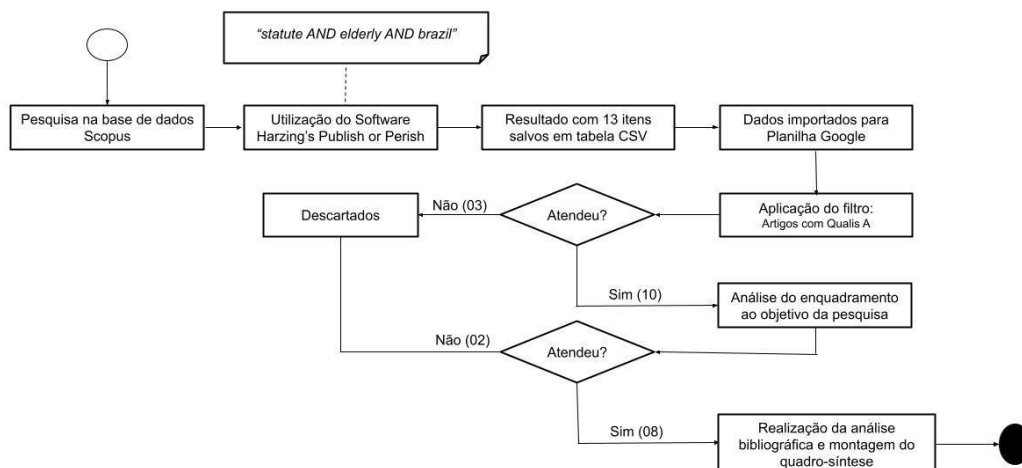 “statute AND elderly AND brazil”
Pesquisa na base de dados
Scopus
Utilização do Software
Harzing’s Publish or Perish
Resultado com 13 itens
salvos em tabela CSV
Dados importados para
Planilha Google
Aplicação do filtro:
Artigos com Qualis A
Atendeu?
Não (03)
Descartados
Sim (10)
Análise do enquadramento
ao objetivo da pesquisa
Atendeu?
Não (02)
Sim (08)
Realização da análise
bibliográfica e montagem do
quadro-síntese